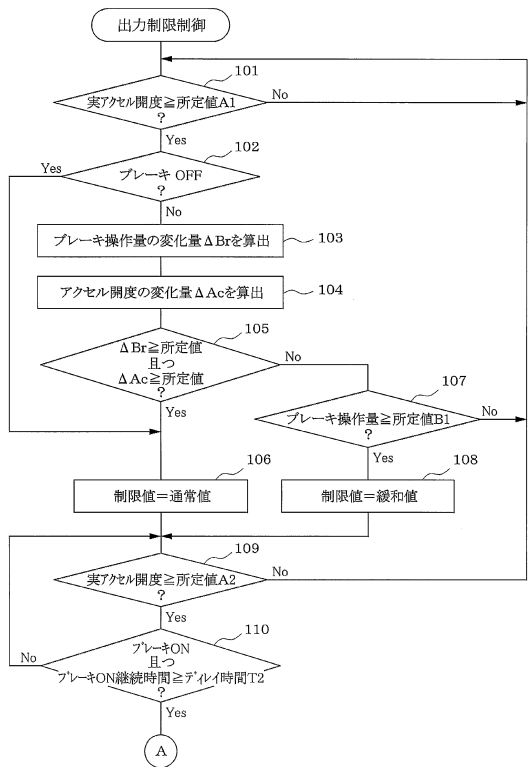 出力制限制御
101
実アクセル開度≧所定値A1
?
No
Yes
102
Yes
ブレーキ OFF
?
No
ブレーキ操作量の変化量ΔBrを算出
103
アクセル開度の変化量ΔAcを算出
104
105
ΔBr≧所定値
且つ
ΔAc≧所定値
?
No
Yes
107
ブレーキ操作量≧所定値B1
?
No
Yes
106
制限値=通常値
108
制限値=緩和値
109
実アクセル開度≧所定値A2
?
No
Yes
110
ブレーキON
且つ
ブレーキON継続時間≧ディレイ時間T2
?
No
Yes
A